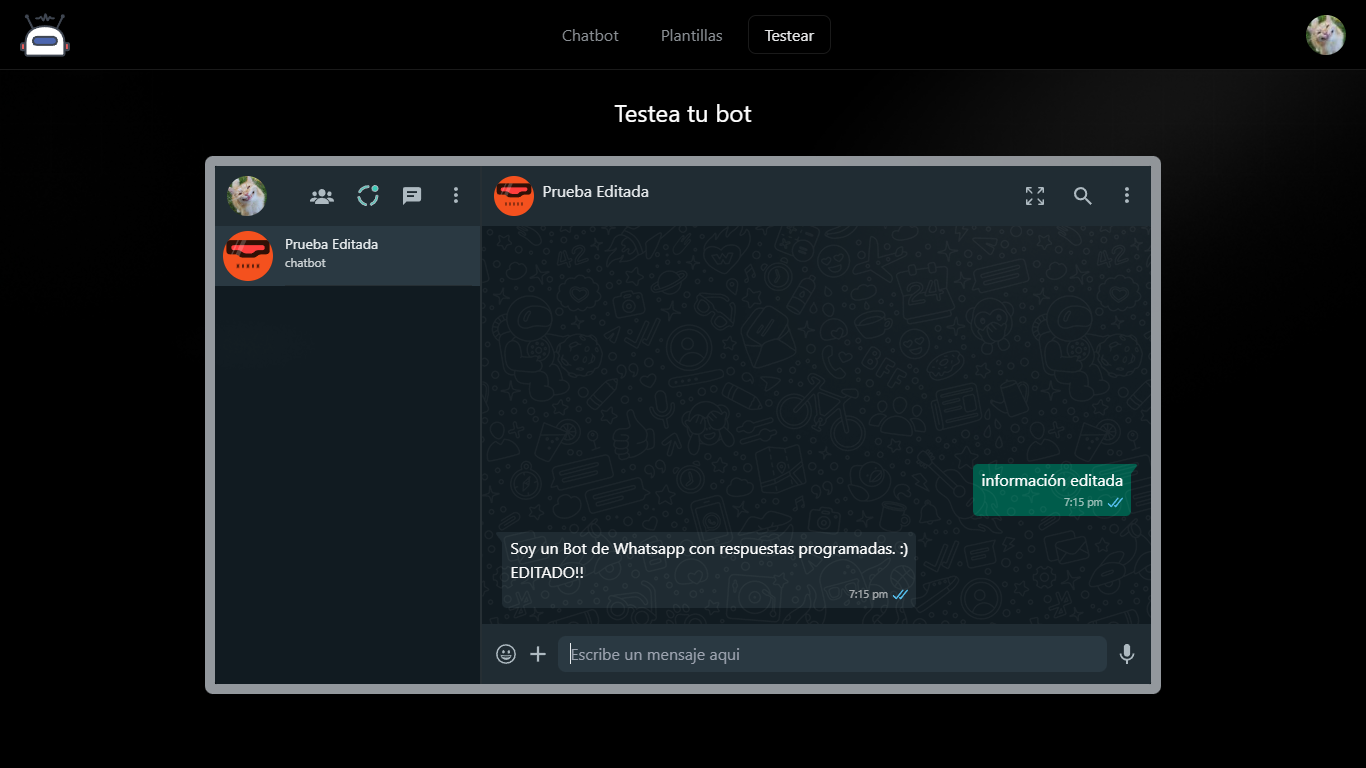 Chatbot
Plantillas
Testear
Testea tu bot
Prueba Editada
chatbot
Prueba Editada
información editada
7:15 pm
Soy un Bot de Whatsapp con respuestas programadas. :)
EDITADO!!
7:15 pm
Escribe un mensaje aqui